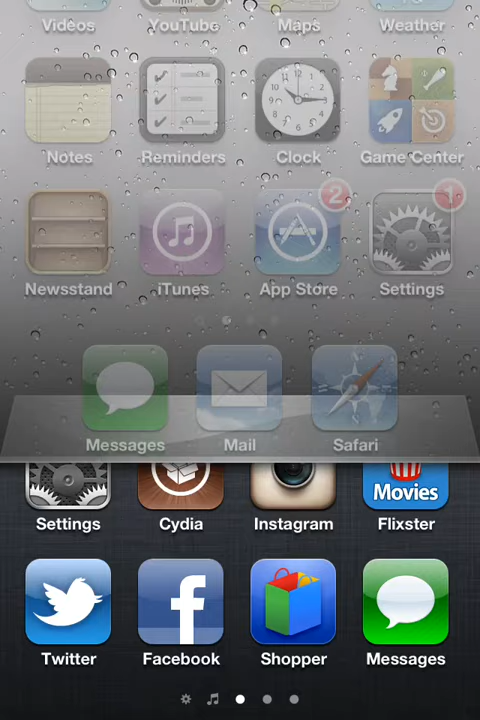 Videos YouTube Maps Weather
Notes Reminders Clock Game Center
2 1
Newsstand iTunes App Store Settings
Messages Mail Safari
Movies
Settings Cydia Instagram Flixster
Twitter Facebook Shopper Messages